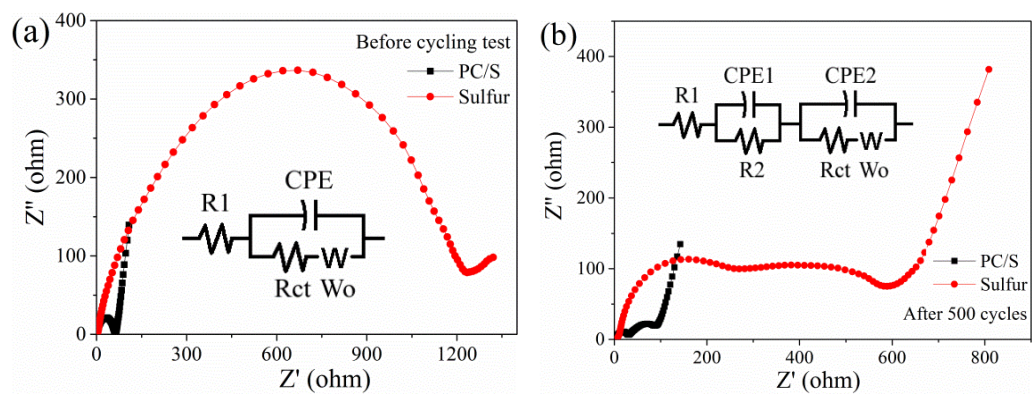 (a)
Before cycling test
PC/S
Sulfur
R1
CPE
Rct
Wo
400
300
200
100
0
Z" (ohm)
0
300
600
900
1200
Z' (ohm)
(b)
CPE1
CPE2
R1
R2
Rct
Wo
PC/S
Sulfur
After 500 cycles
400
300
200
100
0
Z" (ohm)
0
200
400
600
800
Z' (ohm)